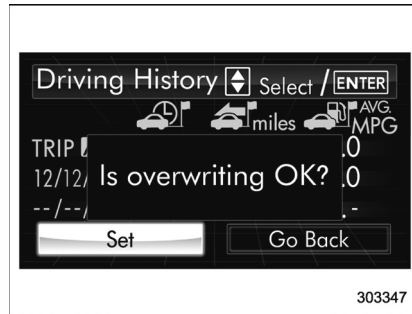 Driving History Select / ENTER
miles AVG. MPG
TRIP .0
12/12/ .0
--/--/ .-
Is overwriting OK?
Set Go Back
303347